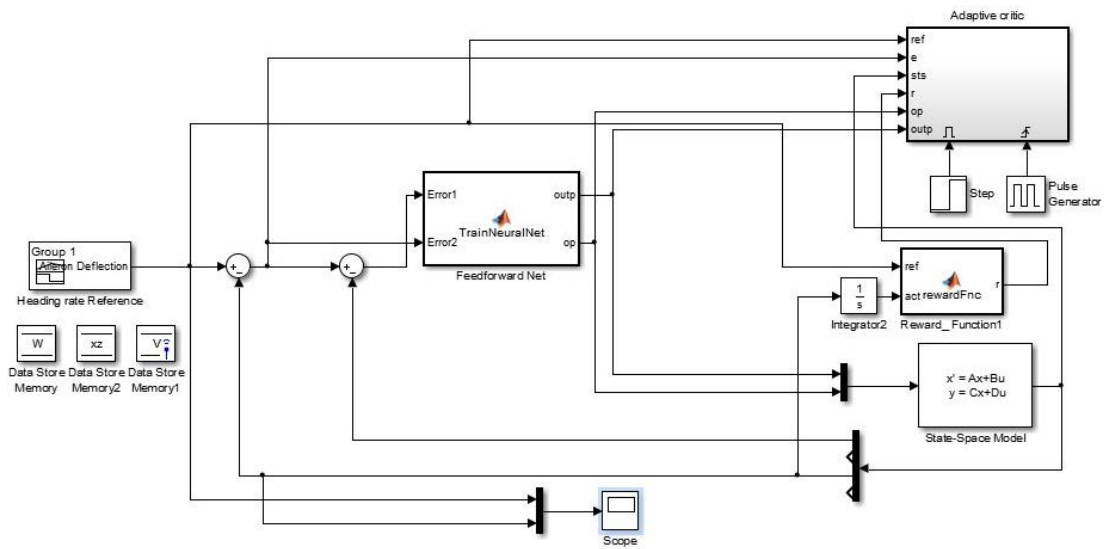 Adaptive critic
ref
e
sts
r
op
outp
Step
Pulse
Generator
Error1
outp
TrainNeuralNet
Error2
op
Feedforward Net
Group 1
Aileron Deflection
Heading rate Reference
+
-
+
-
ref
act
rewardFnc
r
1
s
Integrator2
Reward_ Function1
W
xz
V
Data Store
Memory
Data Store
Memory2
Data Store
Memory1
x' = Ax+Bu
y = Cx+Du
State-Space Model
Scope